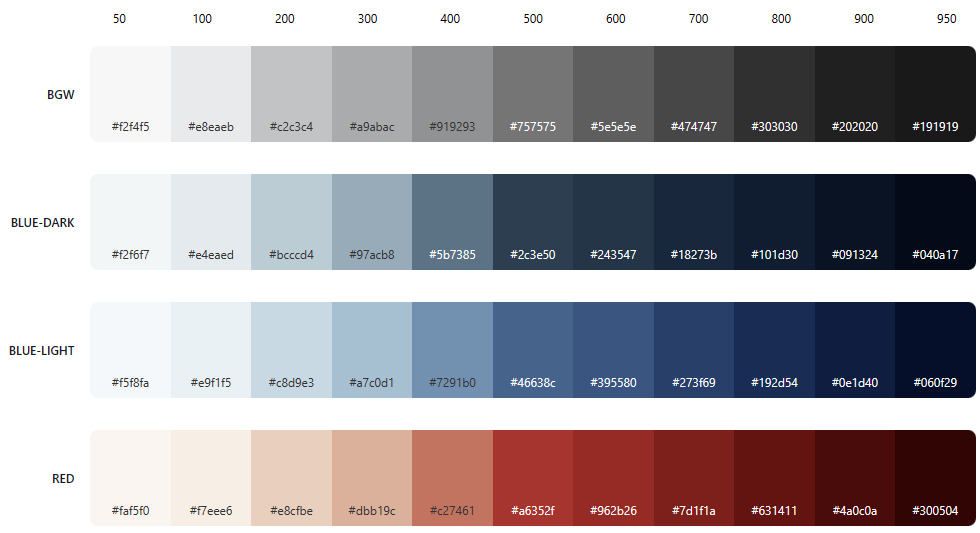 50 100 200 300 400 500 600 700 800 900 950
BGW
#f2f4f5 #e8eaeb #c2c3c4 #a9abac #919293 #757575 #5e5e5e #474747 #303030 #202020 #191919
BLUE-DARK
#f2f6f7 #e4eaed #bcccd4 #97acb8 #5b7385 #2c3e50 #243547 #18273b #101d30 #091324 #040a17
BLUE-LIGHT
#f5f8fa #e9f1f5 #c8d9e3 #a7c0d1 #7291b0 #46638c #395580 #273f69 #192d54 #0e1d40 #060f29
RED
#faf5f0 #f7eee6 #e8cfbe #dbb19c #c27461 #a6352f #962b26 #7d1f1a #631411 #4a0c0a #300504